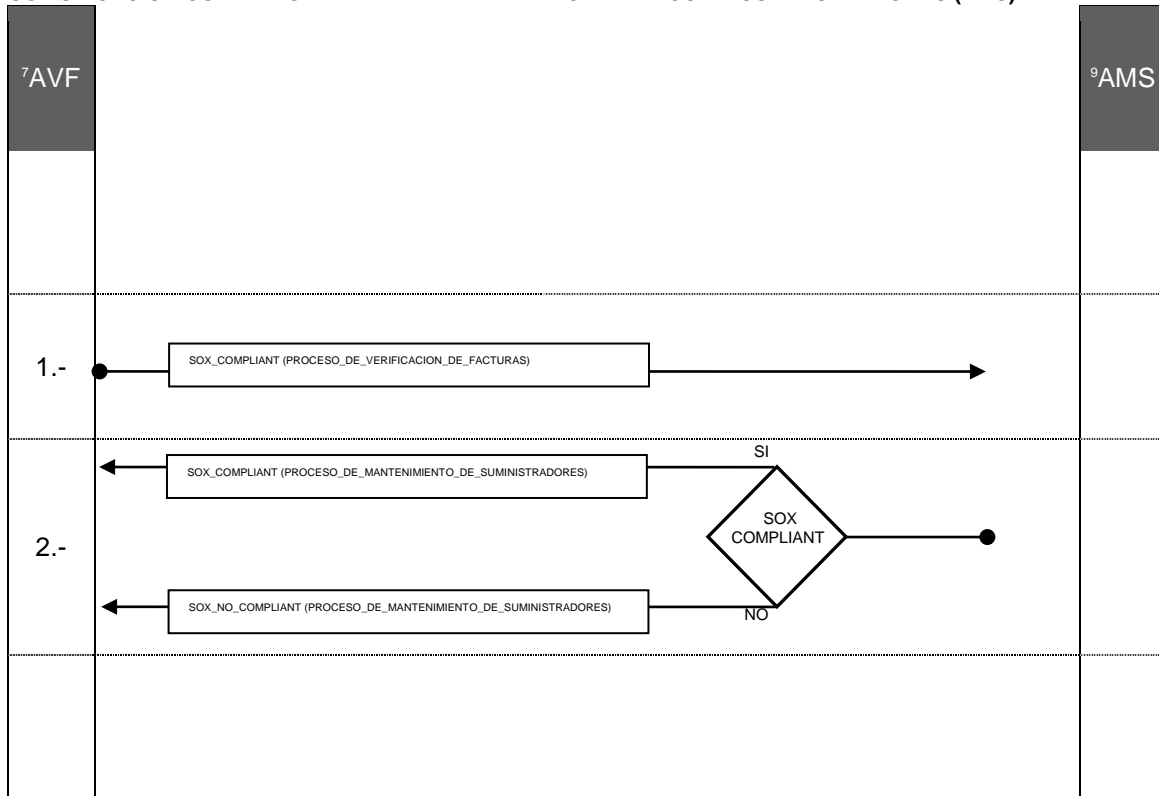 ⁷AVF
⁹AMS
1.-
SOX_COMPLIANT (PROCESO_DE_VERIFICACION_DE_FACTURAS)
SI
SOX_COMPLIANT (PROCESO_DE_MANTENIMIENTO_DE_SUMINISTRADORES)
SOX
COMPLIANT
2.-
SOX_NO_COMPLIANT (PROCESO_DE_MANTENIMIENTO_DE_SUMINISTRADORES)
NO